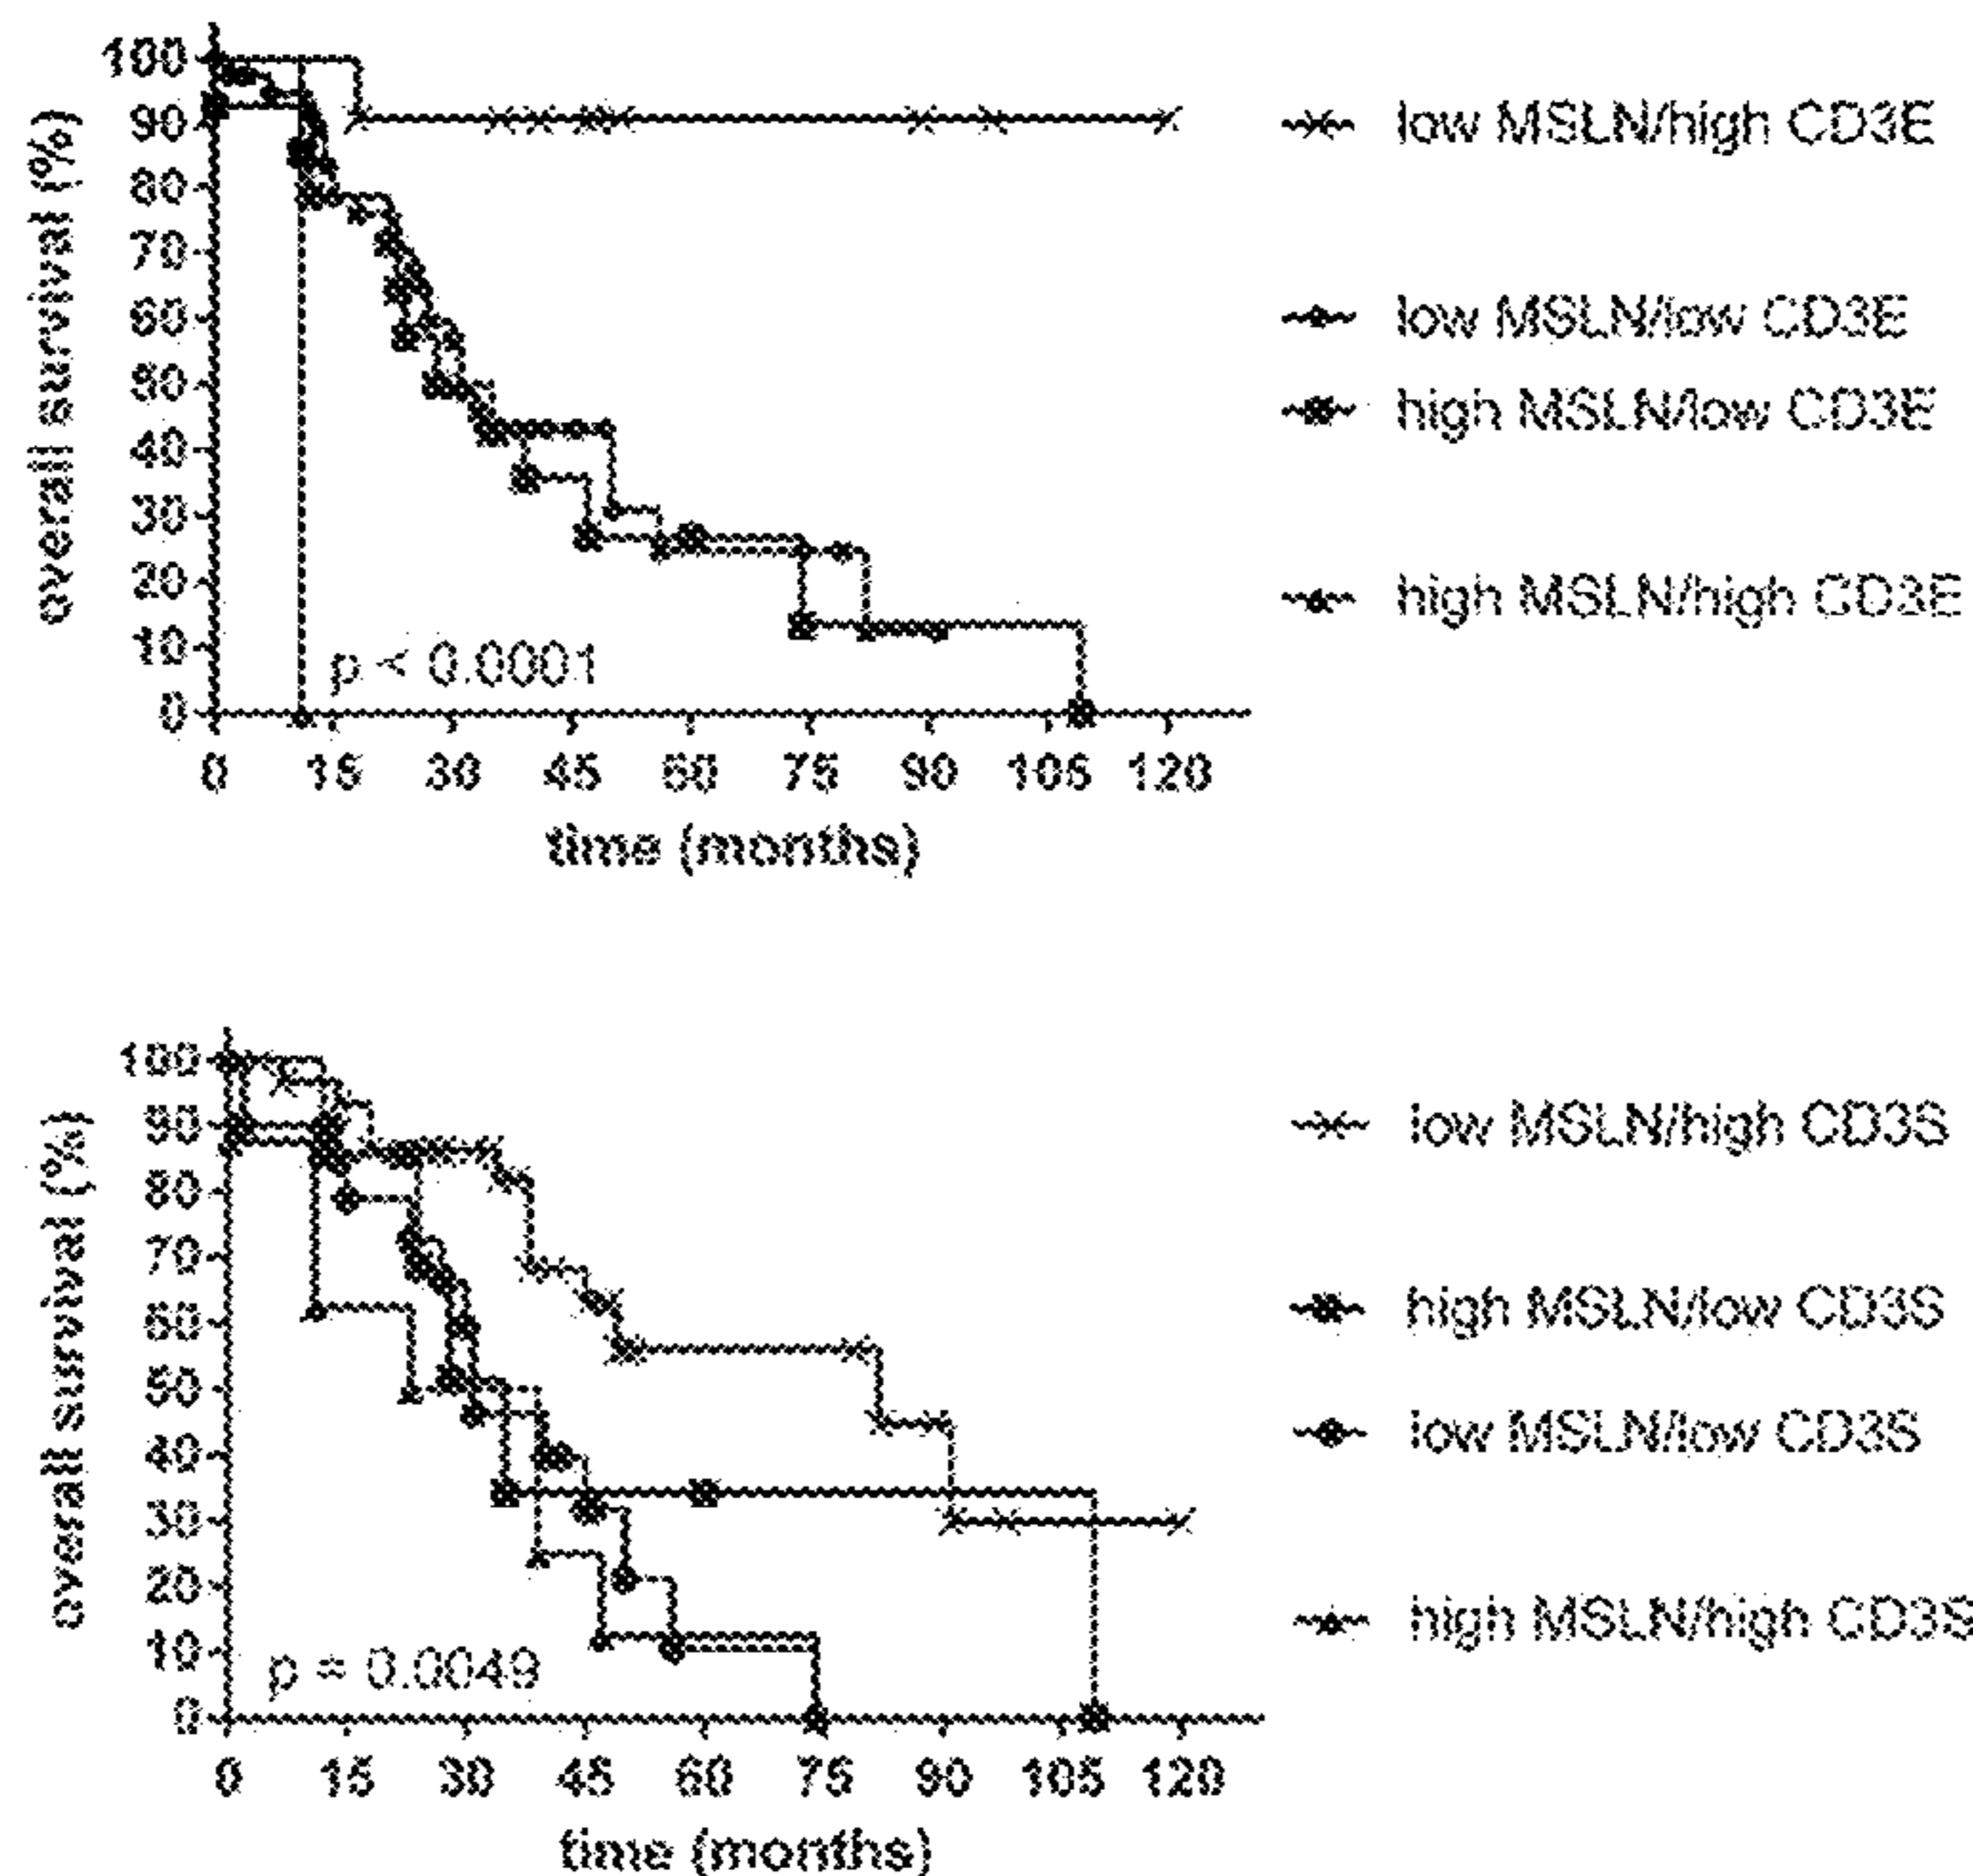 overall survival (%)
100
90
80
70
60
50
40
30
20
10
0
p < 0.0001
0 15 30 45 60 75 90 105 120
time (months)
low MSLN/high CD3E
low MSLN/low CD3E
high MSLN/low CD3E
high MSLN/high CD3E
overall survival (%)
100
90
80
70
60
50
40
30
20
10
0
p = 0.0049
0 15 30 45 60 75 90 105 120
time (months)
low MSLN/high CD3S
high MSLN/low CD3S
low MSLN/low CD3S
high MSLN/high CD3S